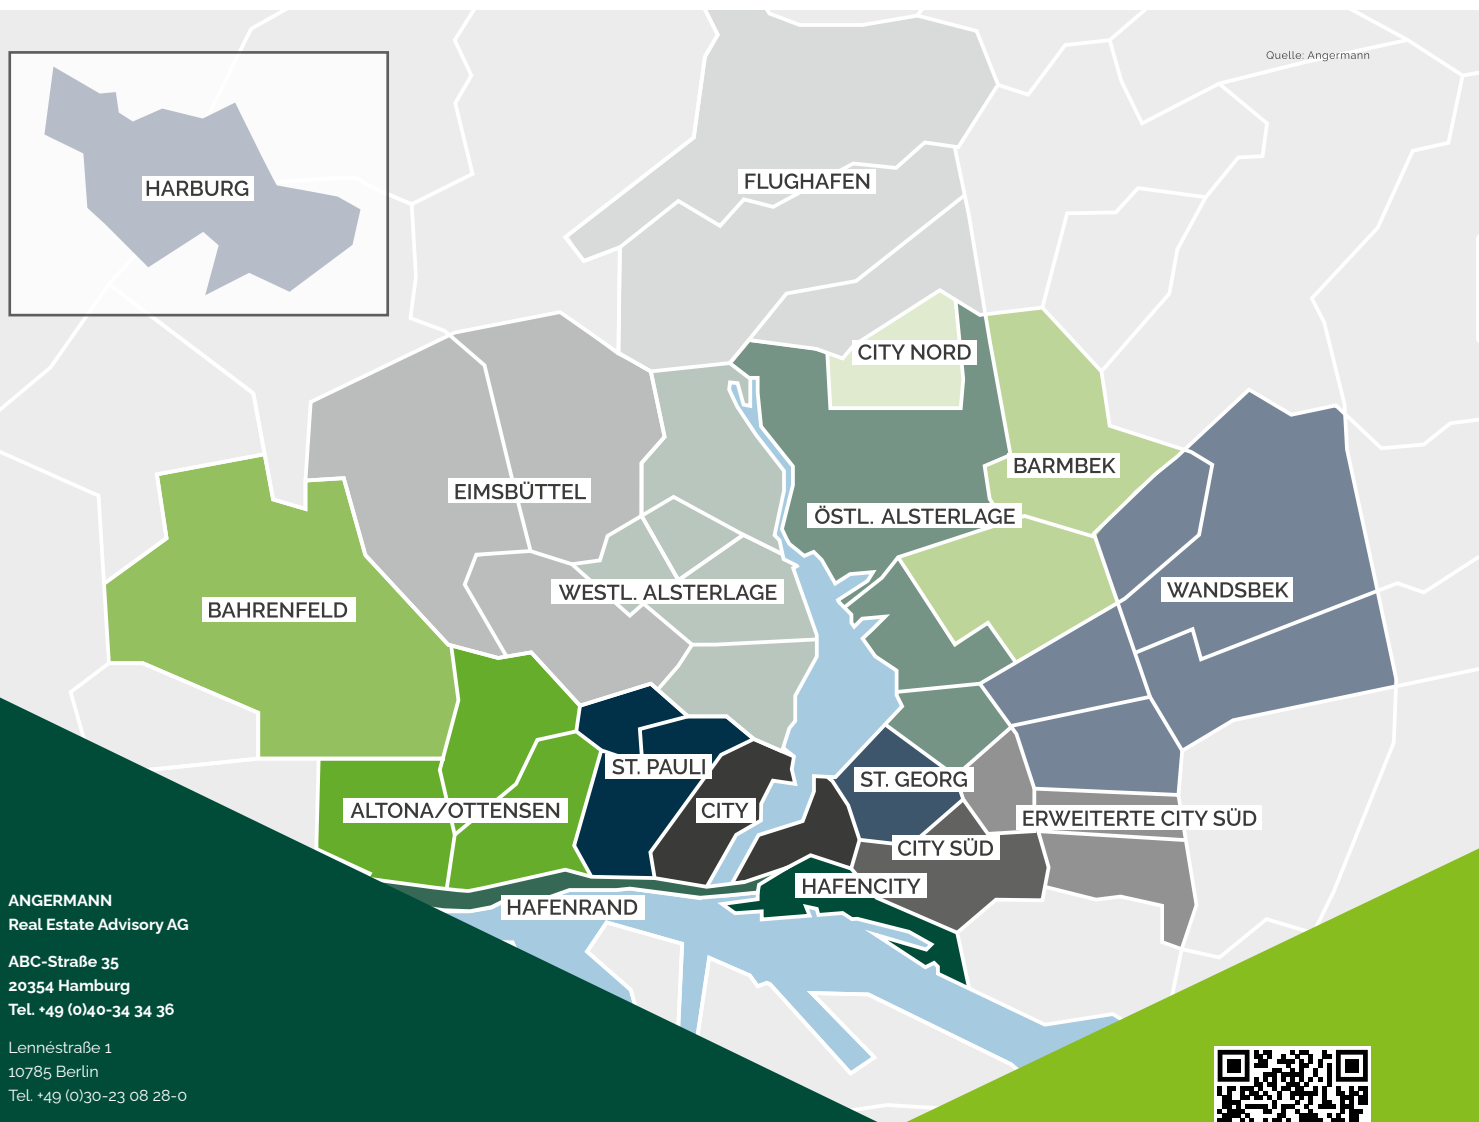 Quelle: Angermann
HARBURG
FLUGHAFEN
CITY NORD
BARMBEK
EIMSBÜTTEL
ÖSTL. ALSTERLAGE
WESTL. ALSTERLAGE
WANDSBEK
BAHRENFELD
ST. PAULI
ST. GEORG
ALTONA/OTTENSEN
CITY
ERWEITERTE CITY SÜD
CITY SÜD
HAFENCITY
HAFENRAND
ANGERMANN
Real Estate Advisory AG
ABC-Straße 35
20354 Hamburg
Tel. +49 (0)40-34 34 36
Lennéstraße 1
10785 Berlin
Tel. +49 (0)30-23 08 28-0